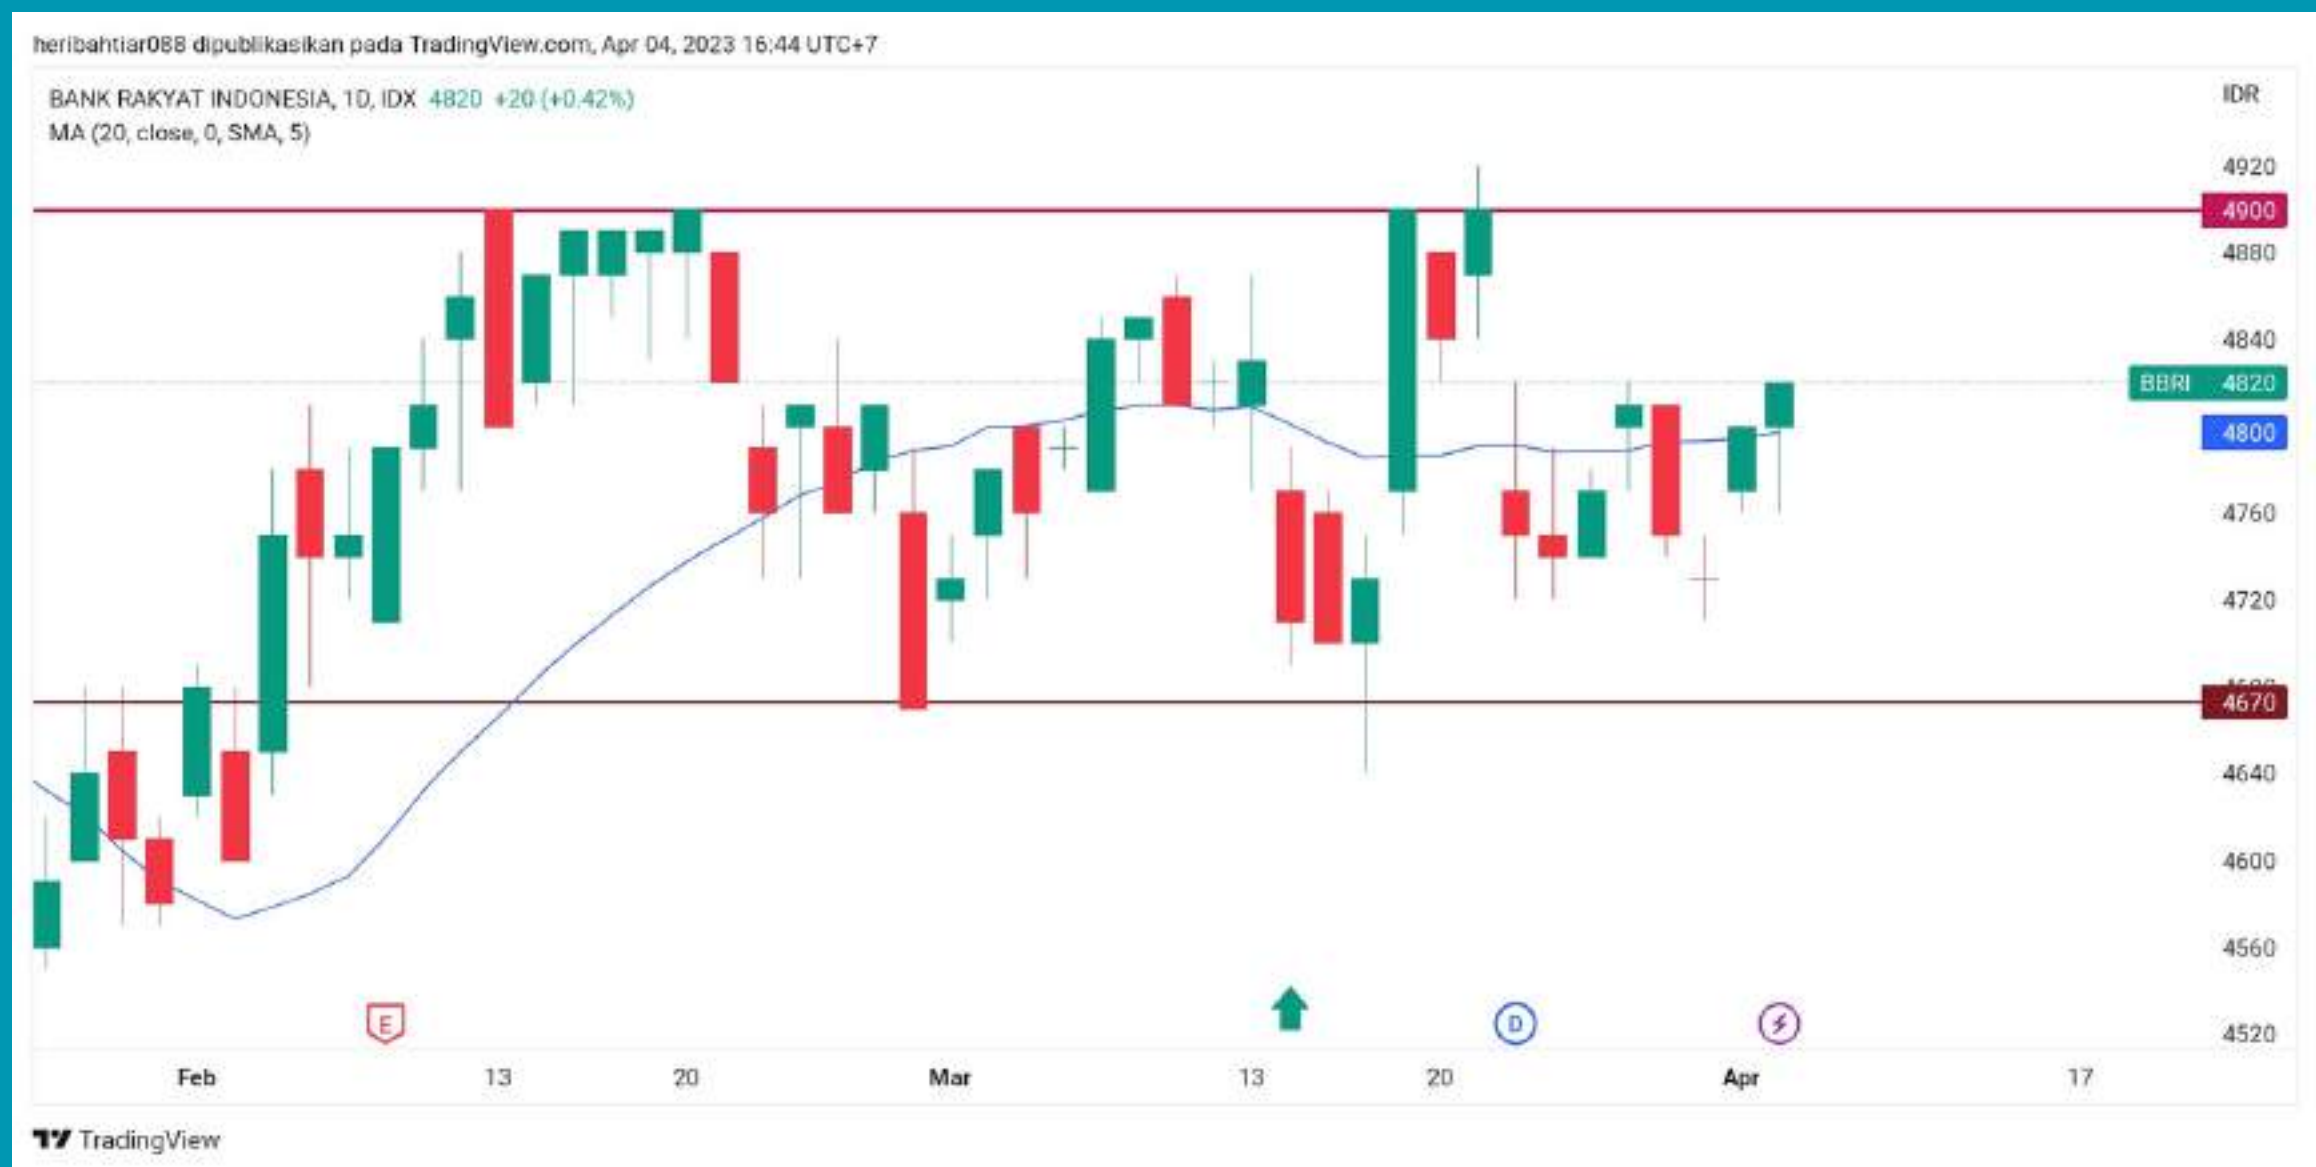 heribahtiar088 dipublikasikan pada TradingView.com, Apr 04, 2023 16:44 UTC+7
BANK RAKYAT INDONESIA, 1D, IDX 4820 +20 (+0.42%)
MA (20, close, 0, SMA, 5)
IDR
4920
4900
4880
4840
BBRI 4820
4800
4760
4720
4670
4640
4600
4560
4520
E
D
Feb 13 20 Mar 13 20 Apr 17
TradingView